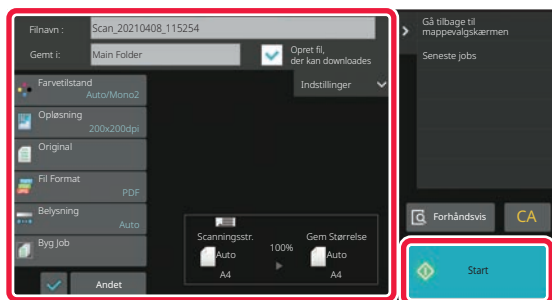 Filnavn :
Scan_20210408_115254
Gemt i:
Main Folder
Opret fil,
der kan downloades
Indstillinger
Farvetilstand
Auto/Mono2
Opløsning
200x200dpi
Original
Fil Format
PDF
Belysning
Auto
Byg Job
Andet
Scanningsstr.
Auto
A4
100%
Gem Størrelse
Auto
A4
Gå tilbage til
mappevalgskærmen
Seneste jobs
Forhåndsvis
CA
Start